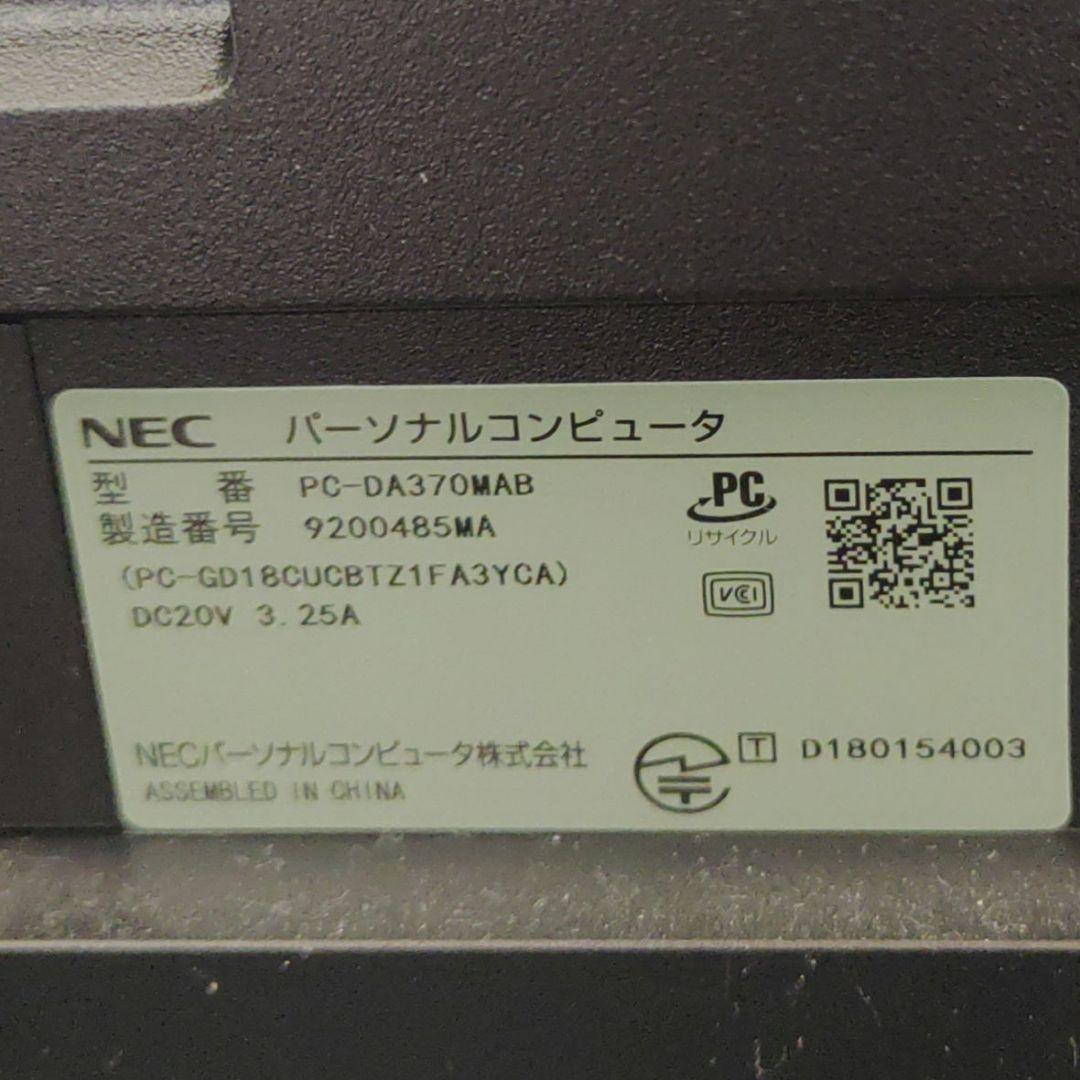 NEC パーソナルコンピュータ
型 番 PC-DA370MAB
製造番号 9200485MA
(PC-GD18CUCBTZ1FA3YCA)
DC20V 3.25A
PC
リサイクル
VCCI
NECパーソナルコンピュータ株式会社
ASSEMBLED IN CHINA
T D180154003